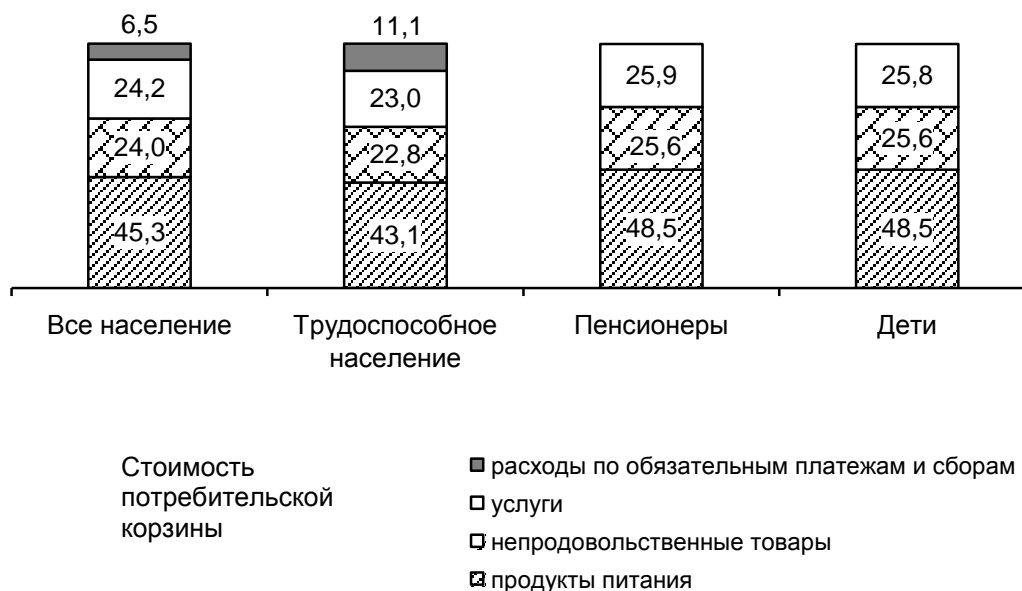 6,5
11,1
24,2
23,0
25,9
25,8
24,0
22,8
25,6
25,6
45,3
43,1
48,5
48,5
Все население
Трудоспособное
население
Пенсионеры
Дети
Стоимость
потребительской
корзины
расходы по обязательным платежам и сборам
услуги
непродовольственные товары
продукты питания